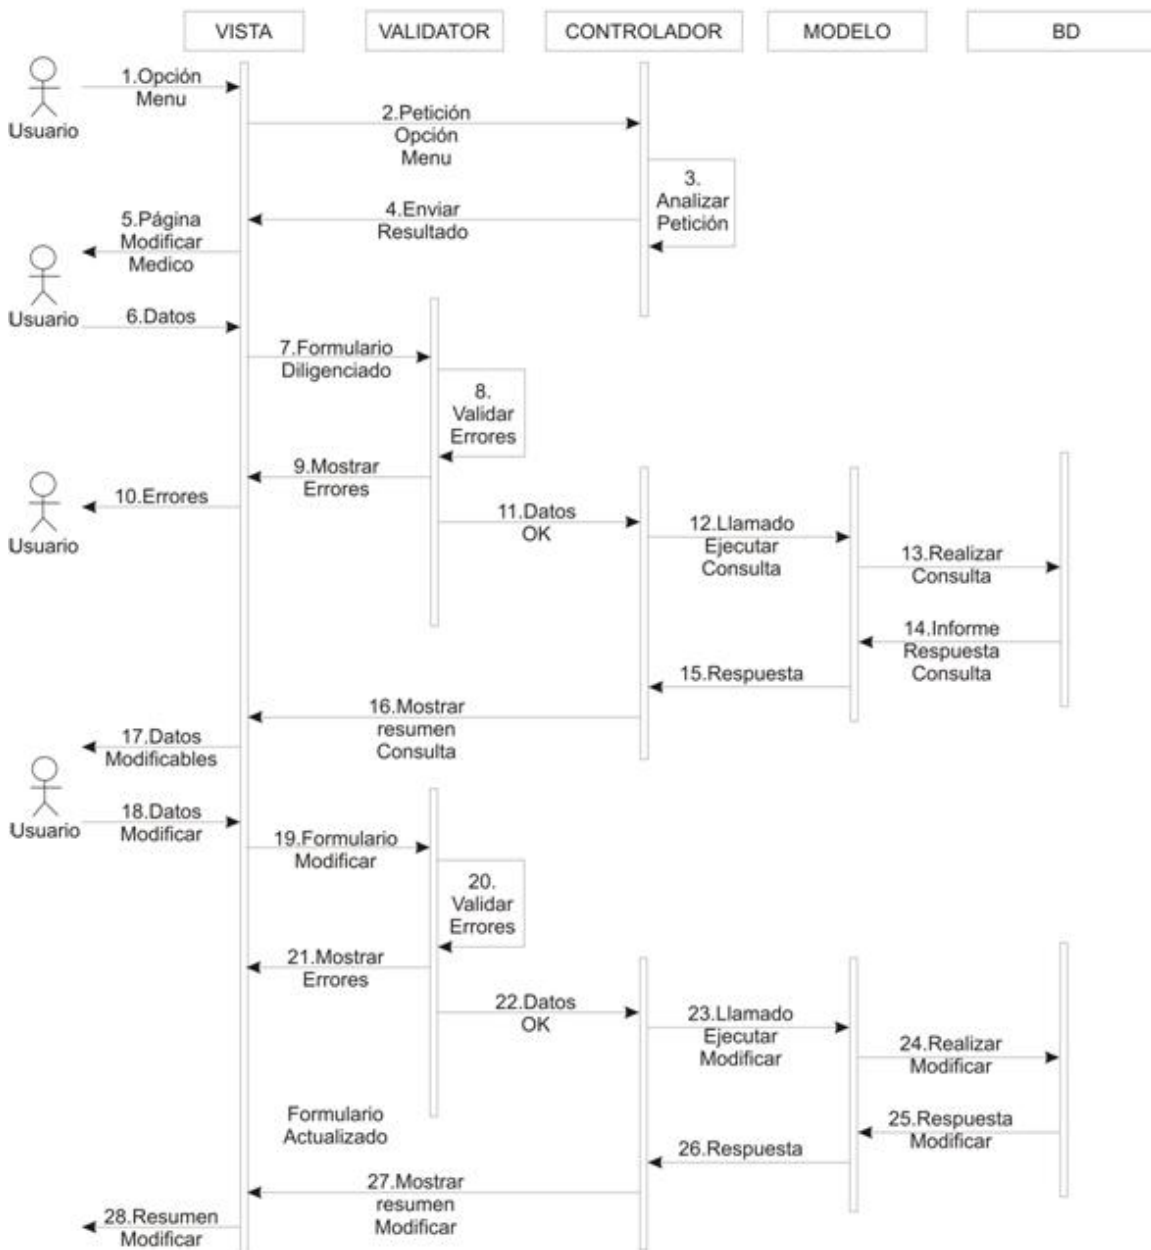 VISTA
VALIDATOR
CONTROLADOR
MODELO
BD
1.Opción
Menu
Usuario
2.Petición
Opción
Menu
3.
Analizar
Petición
4.Enviar
Resultado
5.Página
Modificar
Medico
Usuario
6.Datos
7.Formulario
Diligenciado
8.
Validar
Errores
9.Mostrar
Errores
10.Errores
Usuario
11.Datos
OK
12.Llamado
Ejecutar
Consulta
13.Realizar
Consulta
14.Informe
Respuesta
Consulta
15.Respuesta
16.Mostrar
resumen
Consulta
17.Datos
Modificables
Usuario
18.Datos
Modificar
19.Formulario
Modificar
20.
Validar
Errores
21.Mostrar
Errores
22.Datos
OK
23.Llamado
Ejecutar
Modificar
24.Realizar
Modificar
Formulario
Actualizado
25.Respuesta
Modificar
26.Respuesta
27.Mostrar
resumen
Modificar
28.Resumen
Modificar